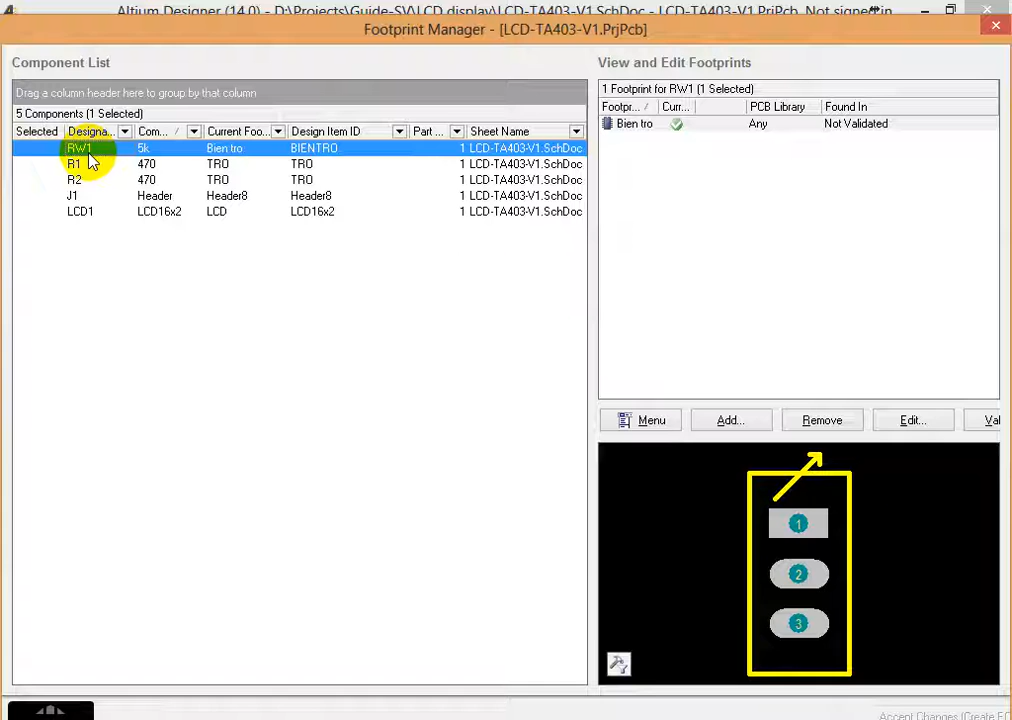 Altium Designer (14.0) - D:\Projects\Guide-SV\LCD display\LCD-TA403-V1.SchDoc - LCD-TA403-V1.PrjPcb. Not signed in
Footprint Manager - [LCD-TA403-V1.PrjPcb]
Component List
Drag a column header here to group by that column
5 Components (1 Selected)
Selected Designa... Com... Current Foo... Design Item ID Part ... Sheet Name
RW1 5k Bien tro BIENTRO 1 LCD-TA403-V1.SchDoc
R1 470 TRO TRO 1 LCD-TA403-V1.SchDoc
R2 470 TRO TRO 1 LCD-TA403-V1.SchDoc
J1 Header Header8 Header8 1 LCD-TA403-V1.SchDoc
LCD1 LCD16x2 LCD LCD16x2 1 LCD-TA403-V1.SchDoc
View and Edit Footprints
1 Footprint for RW1 (1 Selected)
Footpr... Curr... PCB Library Found In
Bien tro Any Not Validated
Menu Add... Remove Edit... Val
1
2
3
Accept Changes (Create EC